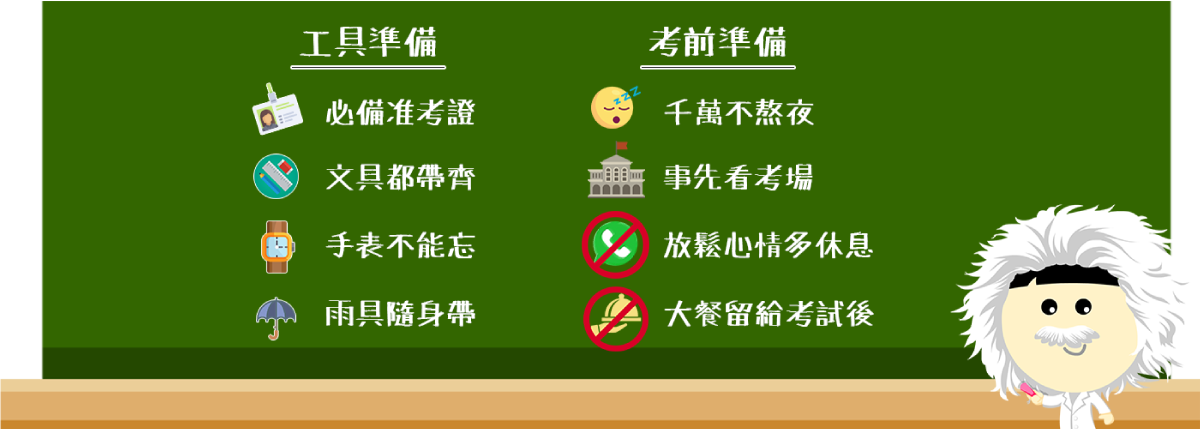 工具準備
必備准考證
文具都帶齊
手表不能忘
雨具隨身帶
考前準備
千萬不熬夜
事先看考場
放鬆心情多休息
大餐留給考試後